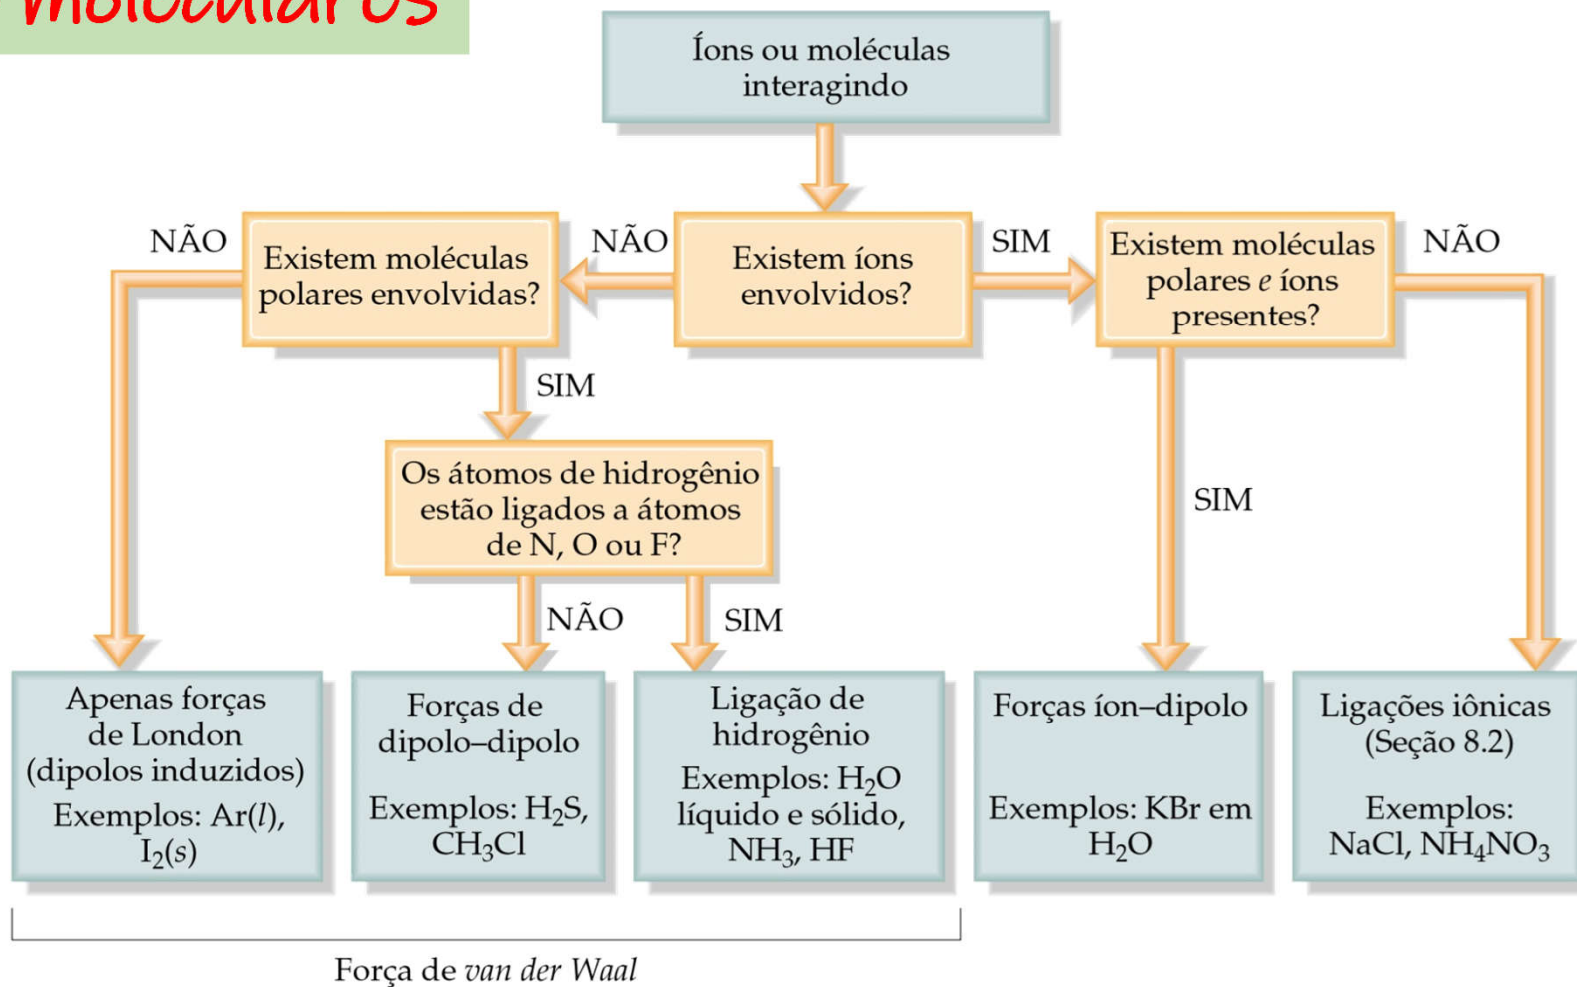 moloculares
Íons ou moléculas
interagindo
NÃO
Existem moléculas
polares envolvidas?
NÃO
Existem íons
envolvidos?
SIM
Existem moléculas
polares e íons
presentes?
NÃO
SIM
Os átomos de hidrogênio
estão ligados a átomos
de N, O ou F?
SIM
NÃO
SIM
Apenas forças
de London
(dipolos induzidos)
Exemplos: Ar(l),
I₂(s)
Forças de
dipolo–dipolo
Exemplos: H₂S,
CH₃Cl
Ligação de
hidrogênio
Exemplos: H₂O
líquido e sólido,
NH₃, HF
Forças íon–dipolo
Exemplos: KBr em
H₂O
Ligações iônicas
(Seção 8.2)
Exemplos:
NaCl, NH₄NO₃
Força de van der Waal